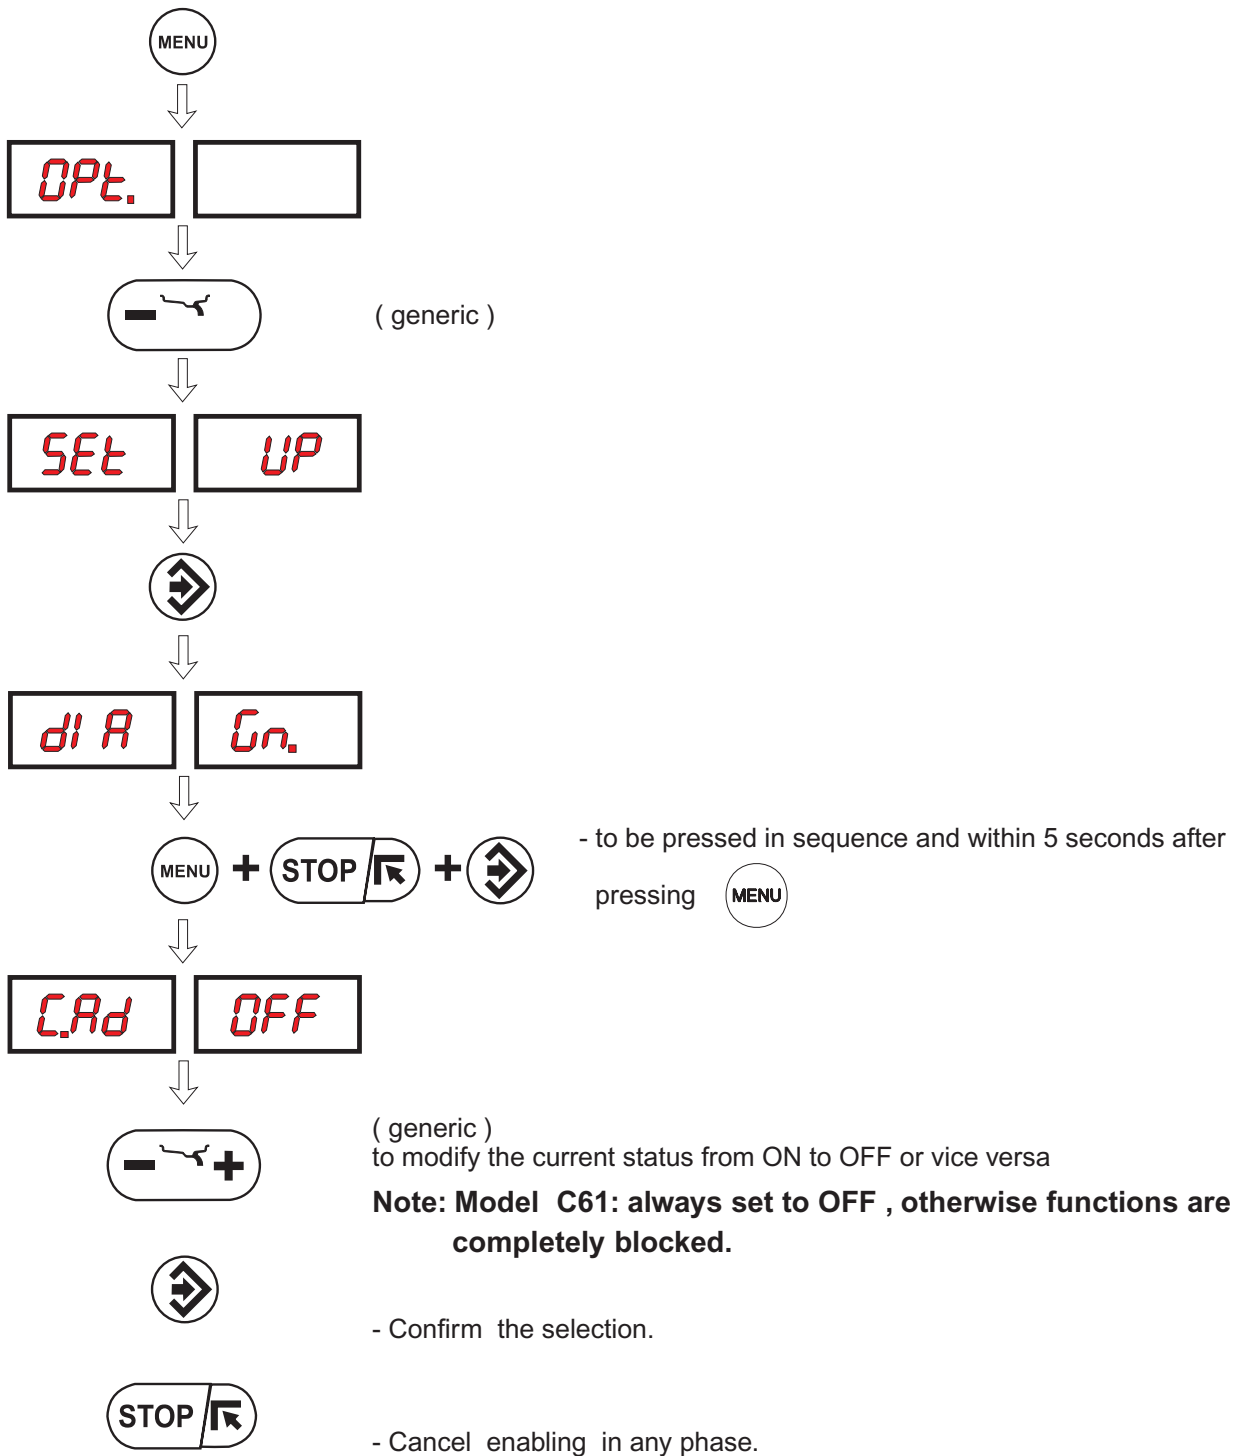 MENU
OPt.
( generic )
SEt UP
dIA Gn.
MENU + STOP +
- to be pressed in sequence and within 5 seconds after
pressing MENU
C.Ad OFF
( generic )
to modify the current status from ON to OFF or vice versa
Note: Model C61: always set to OFF , otherwise functions are
completely blocked.
- Confirm the selection.
STOP
- Cancel enabling in any phase.